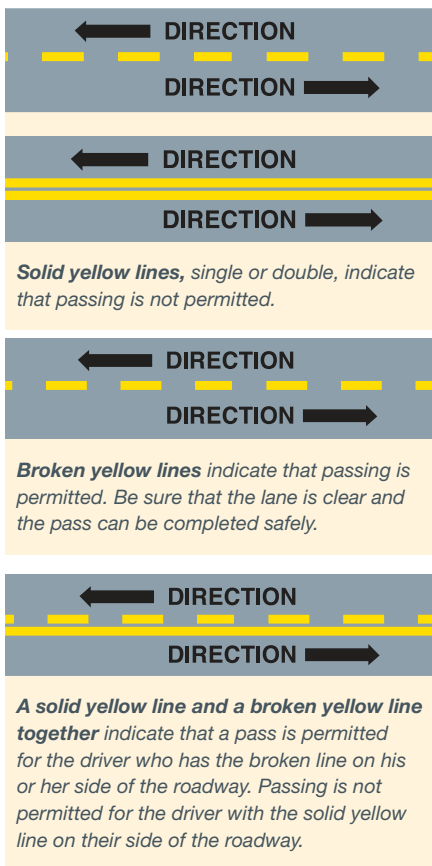 DIRECTION
DIRECTION
DIRECTION
DIRECTION
Solid yellow lines, single or double, indicate
that passing is not permitted.
DIRECTION
DIRECTION
Broken yellow lines indicate that passing is
permitted. Be sure that the lane is clear and
the pass can be completed safely.
DIRECTION
DIRECTION
A solid yellow line and a broken yellow line
together indicate that a pass is permitted
for the driver who has the broken line on his
or her side of the roadway. Passing is not
permitted for the driver with the solid yellow
line on their side of the roadway.